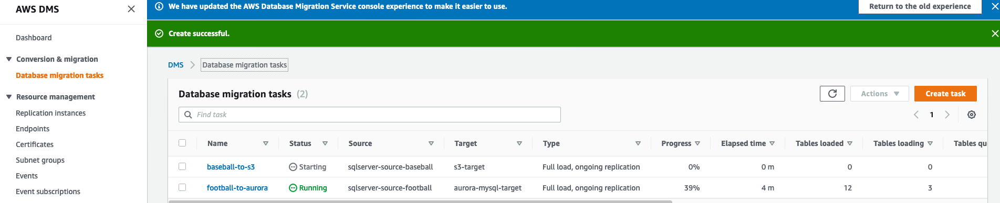 AWS DMS
Dashboard
Conversion & migration
Database migration tasks
Resource management
Replication instances
Endpoints
Certificates
Subnet groups
Events
Event subscriptions
We have updated the AWS Database Migration Service console experience to make it easier to use.
Return to the old experience
Create successful.
DMS
Database migration tasks
Database migration tasks (2)
Actions
Create task
Find task
1
Name Status Source Target Type Progress Elapsed time Tables loaded Tables loading Tables qu
baseball-to-s3 Starting sqlserver-source-baseball s3-target Full load, ongoing replication 0% 0 m 0 0
football-to-aurora Running sqlserver-source-football aurora-mysql-target Full load, ongoing replication 39% 4 m 12 3